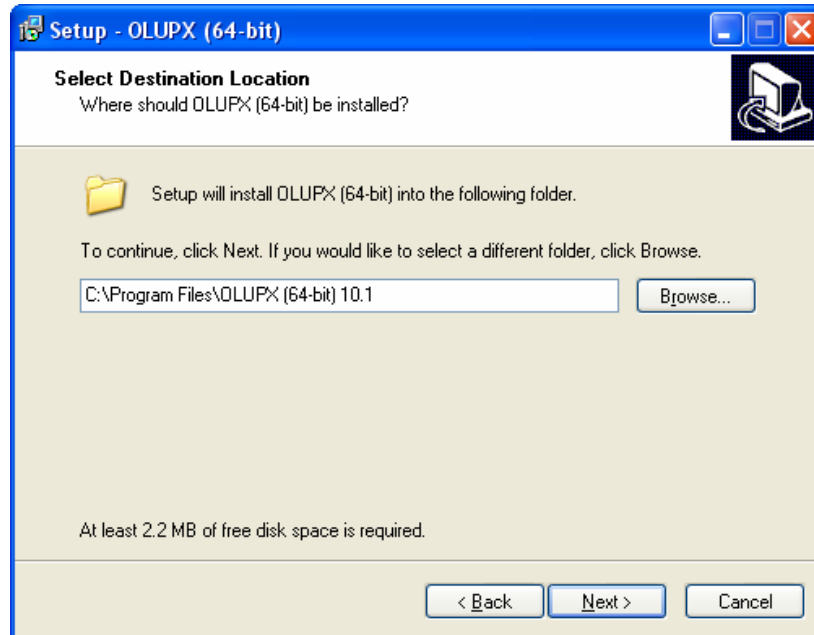 Setup - OLUPX (64-bit)
Select Destination Location
Where should OLUPX (64-bit) be installed?
Setup will install OLUPX (64-bit) into the following folder.
To continue, click Next. If you would like to select a different folder, click Browse.
C:\Program Files\OLUPX (64-bit) 10.1
Browse...
At least 2.2 MB of free disk space is required.
< Back
Next >
Cancel